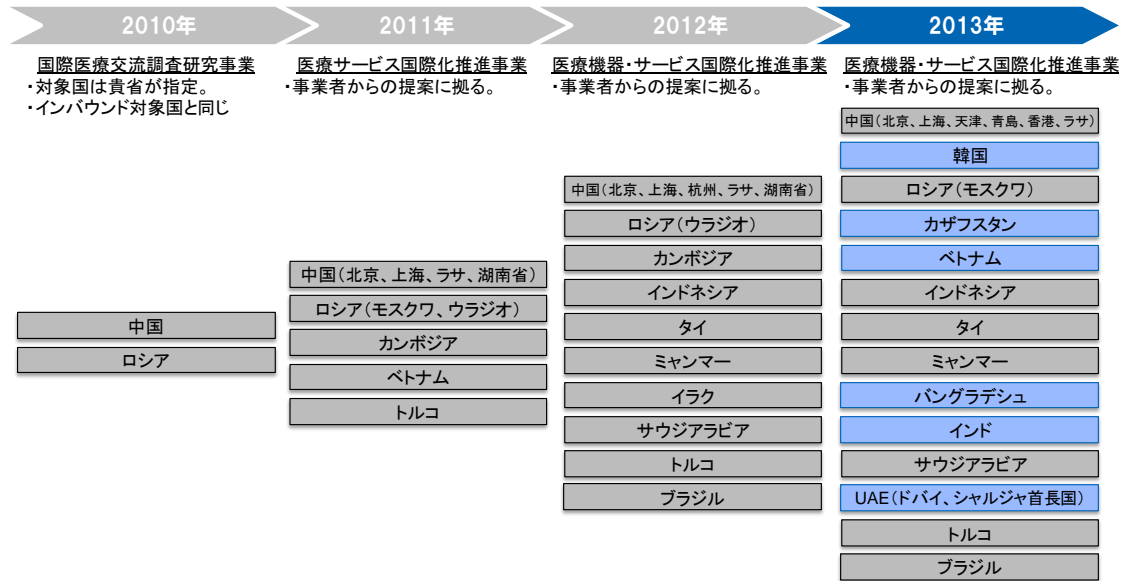 2010年
2011年
2012年
2013年
国際医療交流調査研究事業
・対象国は貴省が指定。
・インバウンド対象国と同じ
医療サービス国際化推進事業
・事業者からの提案に拠る。
医療機器・サービス国際化推進事業
・事業者からの提案に拠る。
医療機器・サービス国際化推進事業
・事業者からの提案に拠る。
中国
ロシア
中国(北京、上海、ラサ、湖南省)
ロシア(モスクワ、ウラジオ)
カンボジア
ベトナム
トルコ
中国(北京、上海、杭州、ラサ、湖南省)
ロシア(ウラジオ)
カンボジア
インドネシア
タイ
ミャンマー
イラク
サウジアラビア
トルコ
ブラジル
中国(北京、上海、天津、青島、香港、ラサ)
韓国
ロシア(モスクワ)
カザフスタン
ベトナム
インドネシア
タイ
ミャンマー
バングラデシュ
インド
サウジアラビア
UAE(ドバイ、シャルジャ首長国)
トルコ
ブラジル